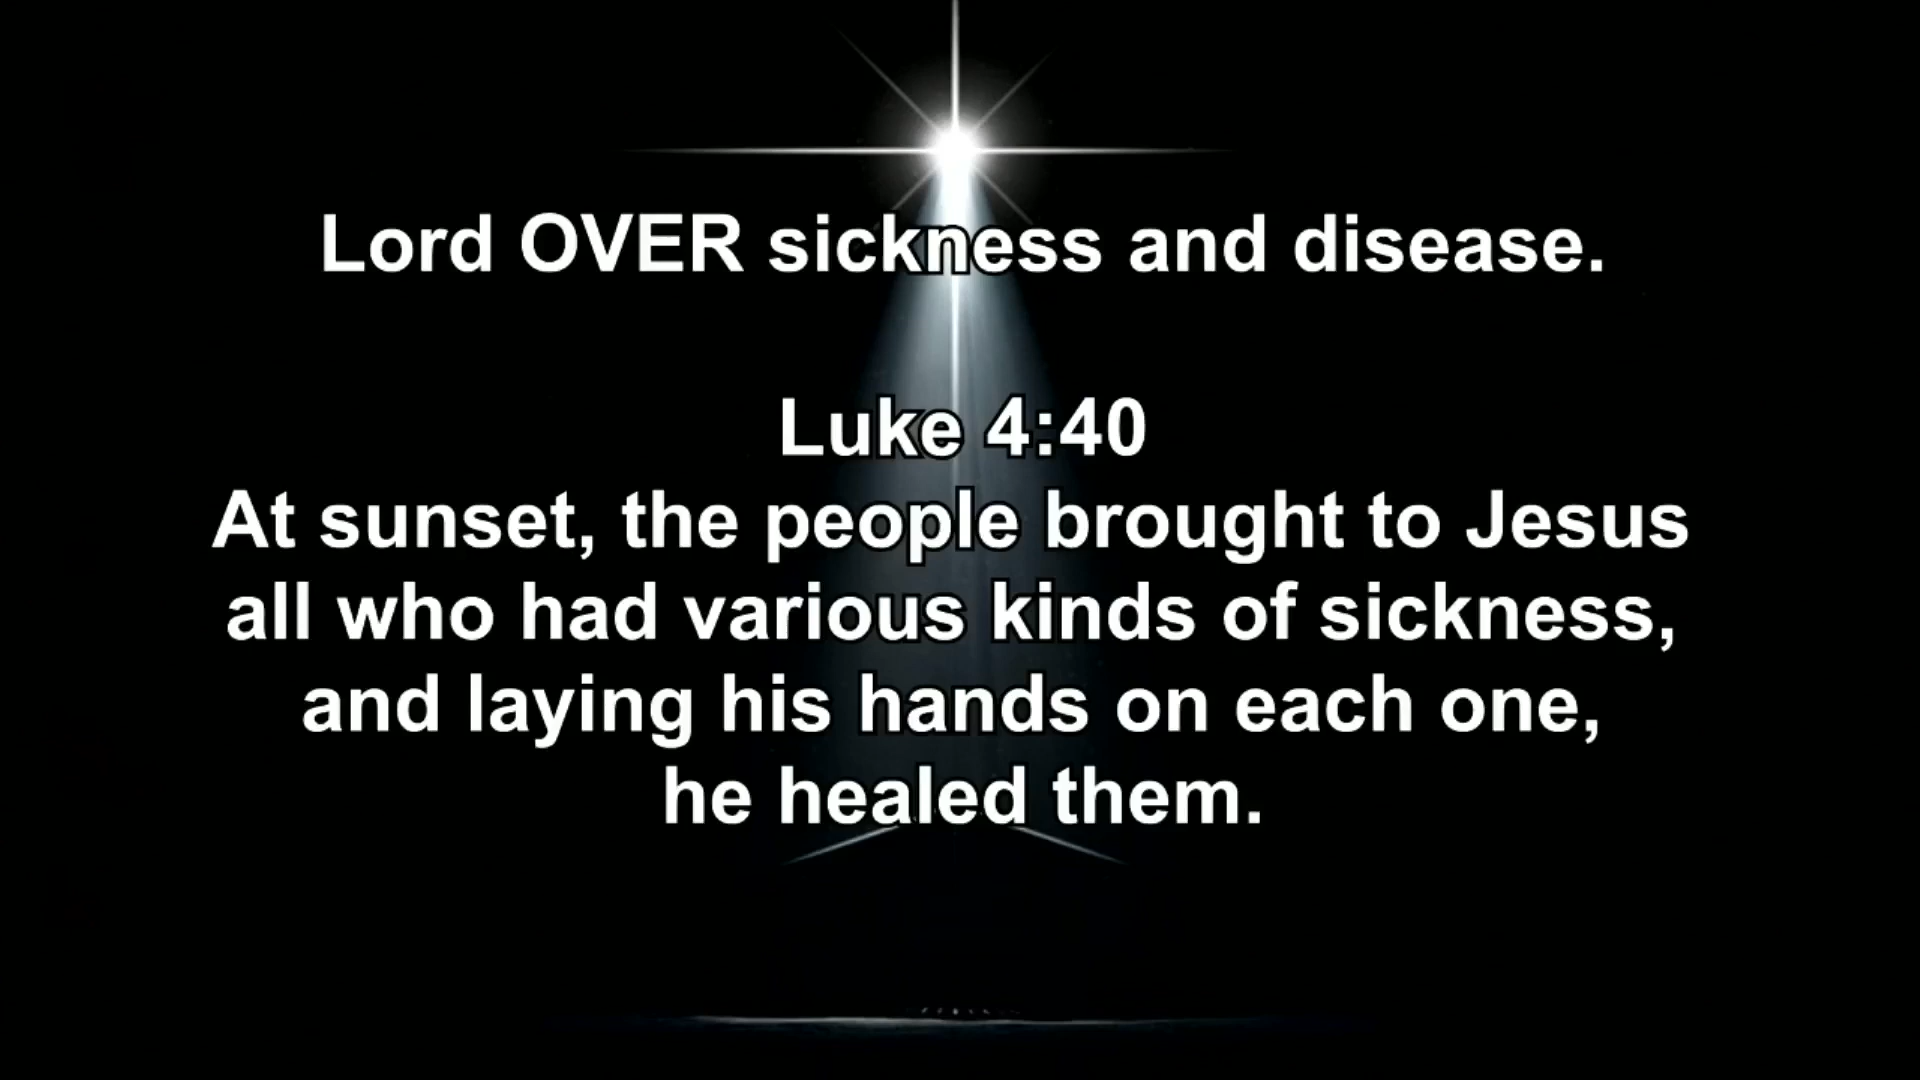 Lord OVER sickness and disease.
Luke 4:40
At sunset, the people brought to Jesus
all who had various kinds of sickness,
and laying his hands on each one,
he healed them.